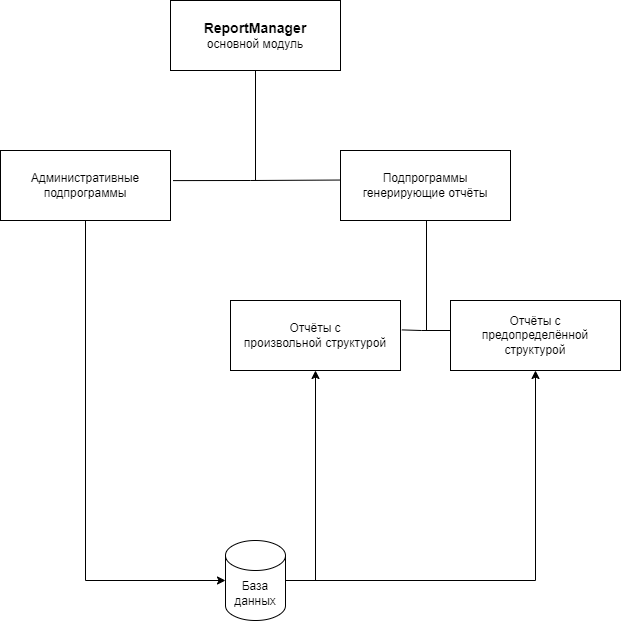 ReportManager
основной модуль
Административные
подпрограммы
Подпрограммы
генерирующие отчёты
Отчёты с
произвольной структурой
Отчёты с
предопределённой
структурой
База
данных